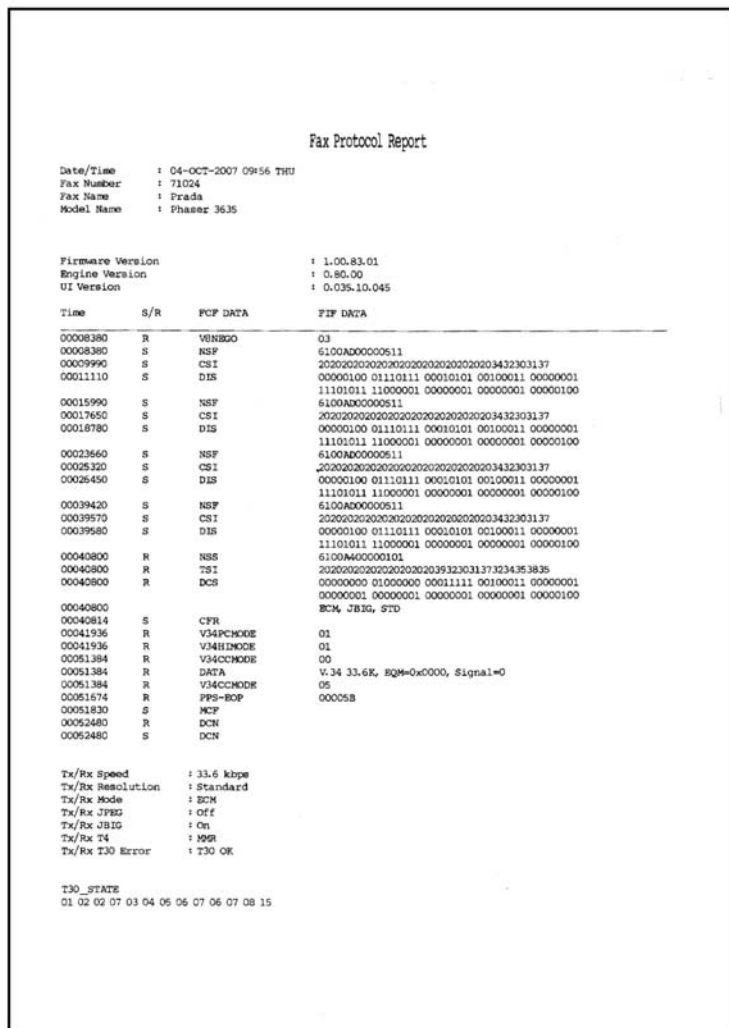 Fax Protocol Report
Date/Time : 04-OCT-2007 09:56 THU
Fax Number : 71024
Fax Name : Prada
Model Name : Phaser 3635
Firmware Version : 1.00.83.01
Engine Version : 0.80.00
UI Version : 0.035.10.045
Time S/R FCF DATA FIF DATA
00008380 R V8NEGO 03
00008380 S NSF 6100AD00000511
00009990 S CSI 2020202020202020202020202020203432303137
00011110 S DIS 00000100 01110111 00010101 00100011 00000001
11101011 11000001 00000001 00000001 00000100
00015990 S NSF 6100AD00000511
00017650 S CSI 2020202020202020202020202020203432303137
00018780 S DIS 00000100 01110111 00010101 00100011 00000001
11101011 11000001 00000001 00000001 00000100
00023660 S NSF 6100AD00000511
00025320 S CSI 2020202020202020202020202020203432303137
00026450 S DIS 00000100 01110111 00010101 00100011 00000001
11101011 11000001 00000001 00000001 00000100
00039420 S NSF 6100AD00000511
00039570 S CSI 2020202020202020202020202020203432303137
00039580 S DIS 00000100 01110111 00010101 00100011 00000001
11101011 11000001 00000001 00000001 00000100
00040800 R NSS 6100A400000101
00040800 R TSI 2020202020202020202039323031373234353835
00040800 R DCS 00000000 01000000 00011111 00100011 00000001
00000001 00000001 00000001 00000001 00000100
00040800 ECM, JBIG, STD
00040814 S CFR
00041936 R V34PCMODE 01
00041936 R V34HIMODE 01
00051384 R V34CCMODE 00
00051384 R DATA V.34 33.6K, EQM=0x0000, Signal=0
00051384 R V34CCMODE 05
00051674 R PPS-EOP 00005B
00051830 S MCF
00052480 R DCN
00052480 S DCN
Tx/Rx Speed : 33.6 kbps
Tx/Rx Resolution : Standard
Tx/Rx Mode : ECM
Tx/Rx JPEG : Off
Tx/Rx JBIG : On
Tx/Rx T4 : MMR
Tx/Rx T30 Error : T30 OK
T30_STATE
01 02 02 07 03 04 05 06 07 06 07 08 15